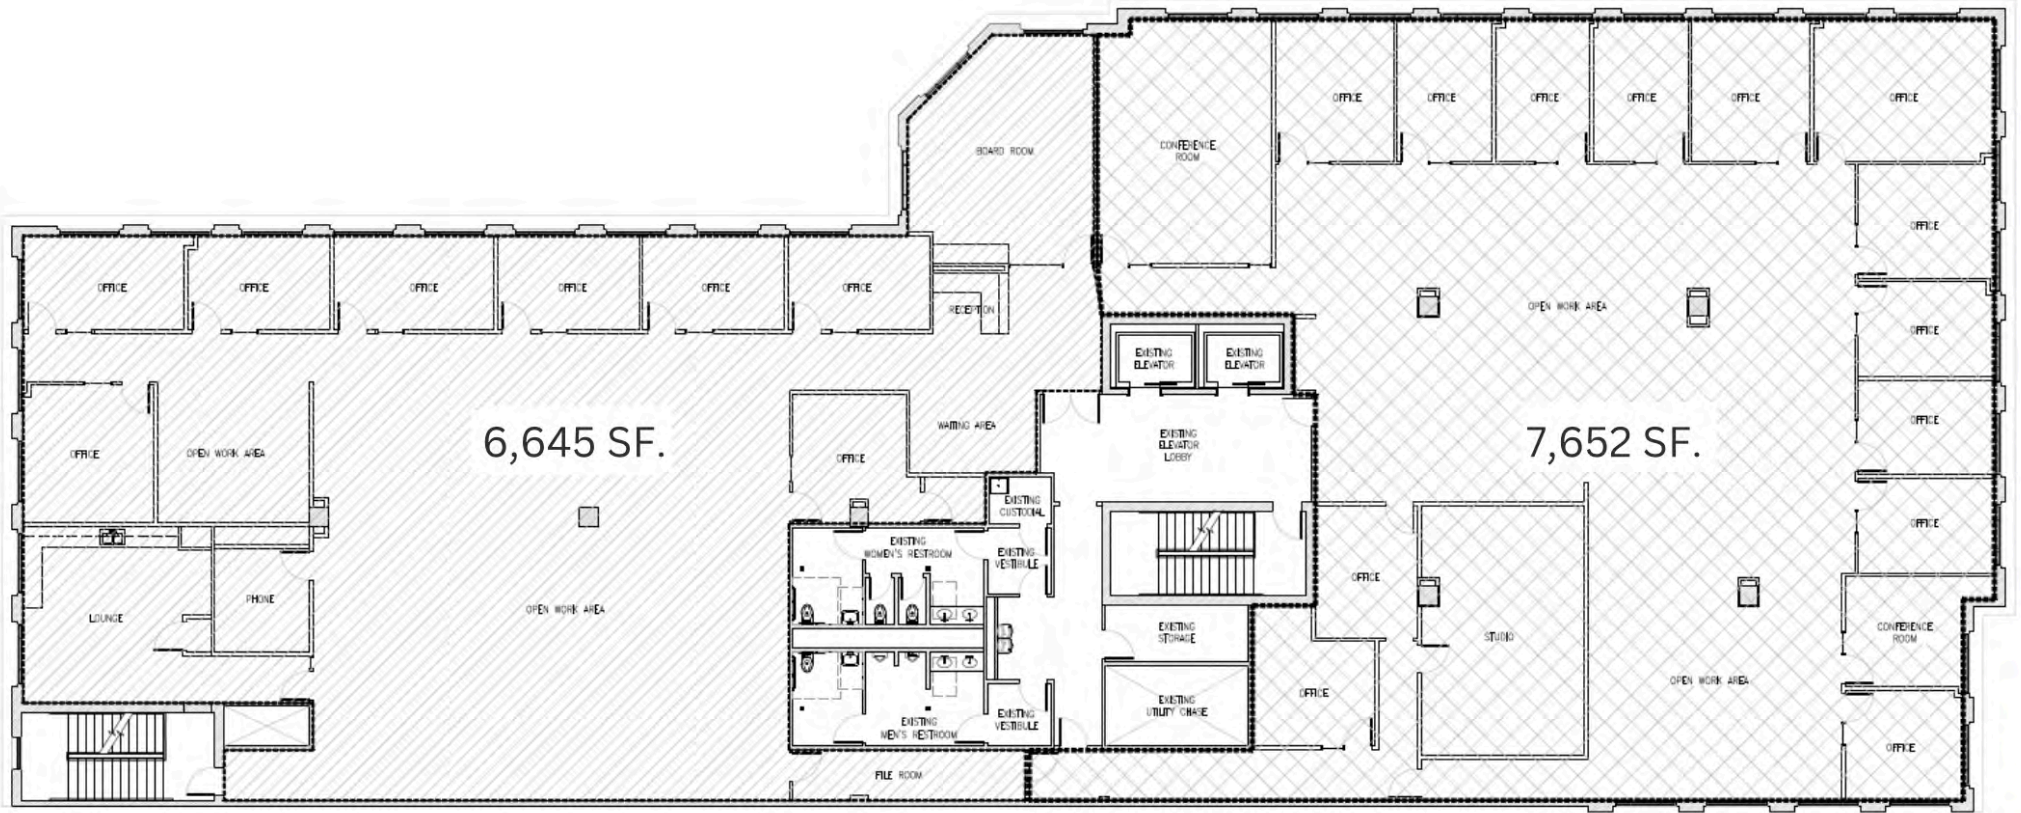 OFFICE
OFFICE
OFFICE
OFFICE
OFFICE
OFFICE
BOARD ROOM
CONFERENCE
ROOM
OFFICE
OFFICE
OFFICE
OFFICE
OFFICE
OFFICE
OFFICE
OFFICE
RECEPTION
OPEN WORK AREA
OFFICE
EXISTING
ELEVATOR
EXISTING
ELEVATOR
OFFICE
OPEN WORK AREA
6,645 SF.
WAITING AREA
OFFICE
EXISTING
ELEVATOR
LOBBY
7,652 SF.
OFFICE
OFFICE
EXISTING
CUSTODIAL
EXISTING
WOMEN'S RESTROOM
EXISTING
VESTIBULE
OFFICE
LOUNGE
PHONE
OPEN WORK AREA
EXISTING
STORAGE
STUDIO
CONFERENCE
ROOM
OPEN WORK AREA
OFFICE
EXISTING
UTILITY CHASE
EXISTING
MEN'S RESTROOM
EXISTING
VESTIBULE
OFFICE
FILE ROOM